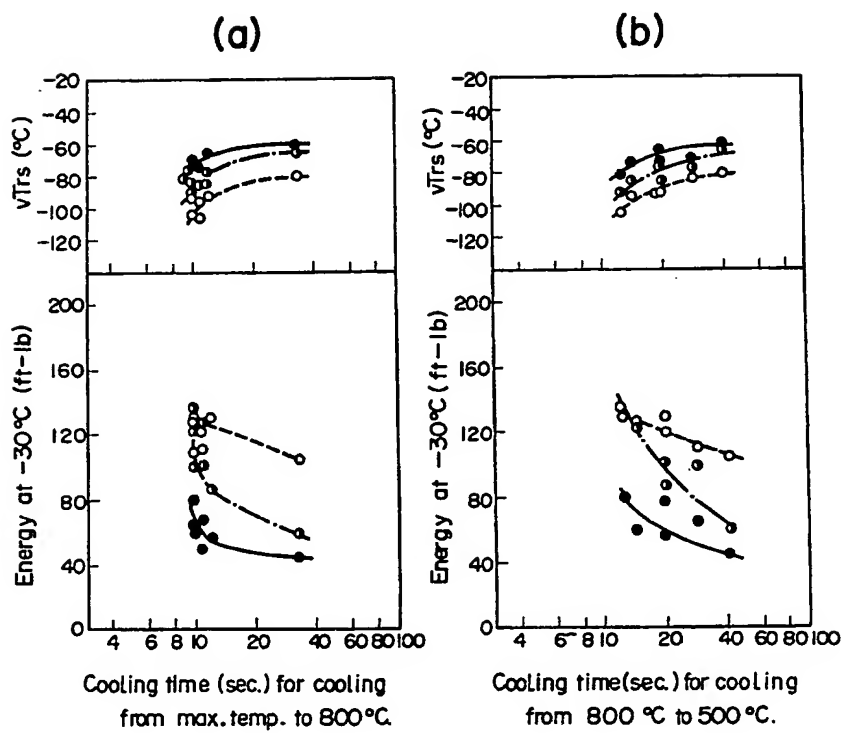 (a)
(b)
-20
-40
-60
-80
-100
-120
vTrs (°C)
-20
-40
-60
-80
-100
-120
vTrs (°C)
200
160
120
80
40
0
Energy at -30°C (ft-lb)
200
160
120
80
40
0
Energy at -30°C (ft-lb)
4 6 8 10 20 40 60 80 100
4 6 8 10 20 40 60 80 100
Cooling time (sec.) for cooling
from max. temp. to 800°C.
Cooling time (sec.) for cooling
from 800 °C to 500°C.